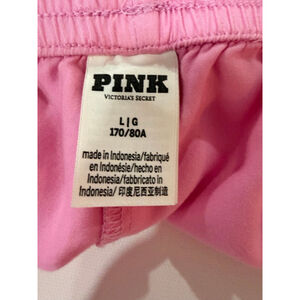 PINK
VICTORIA'S SECRET
L|G
170/80A
made in Indonesia/fabriqué
en Indonésie/hecho en
Indonesia/fabbricato in
Indonesia/印度尼西亚制造